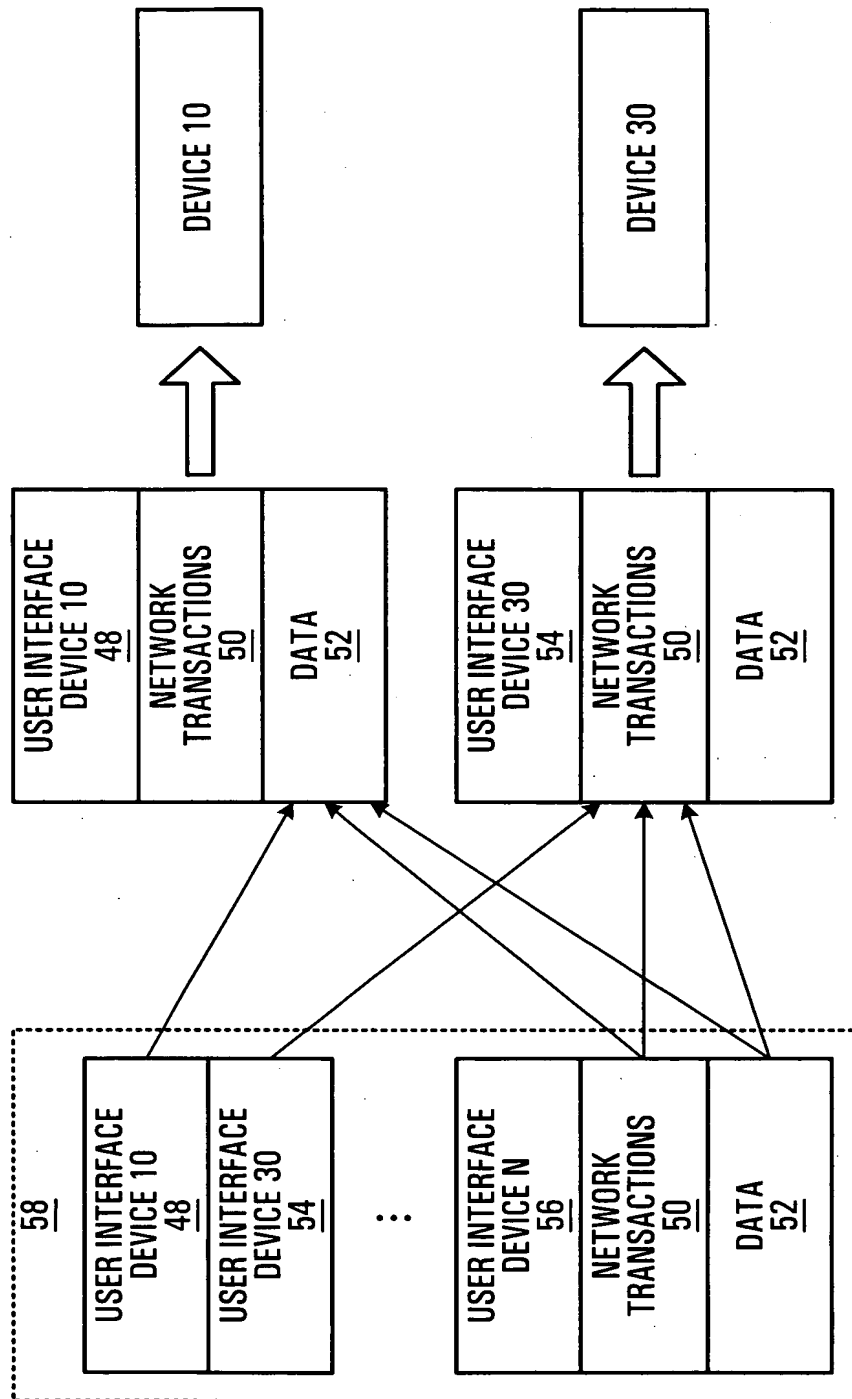 58
USER INTERFACE
DEVICE 10
48
USER INTERFACE
DEVICE 30
54
...
USER INTERFACE
DEVICE N
56
NETWORK
TRANSACTIONS
50
DATA
52
USER INTERFACE
DEVICE 10
48
NETWORK
TRANSACTIONS
50
DATA
52
USER INTERFACE
DEVICE 30
54
NETWORK
TRANSACTIONS
50
DATA
52
DEVICE 10
DEVICE 30